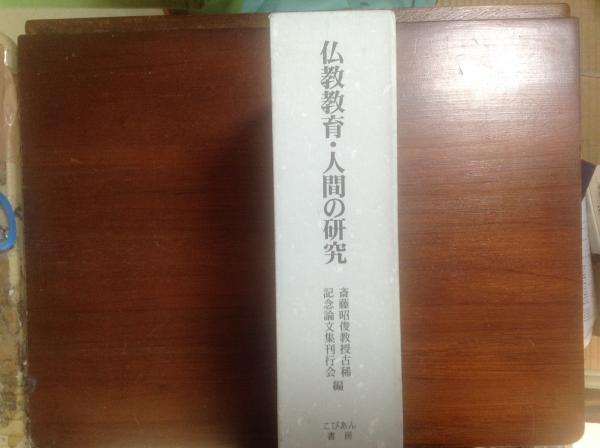 仏教教育・人間の研究
斎藤昭俊教授古稀
記念論文集刊行会 編
こぴあん
書房